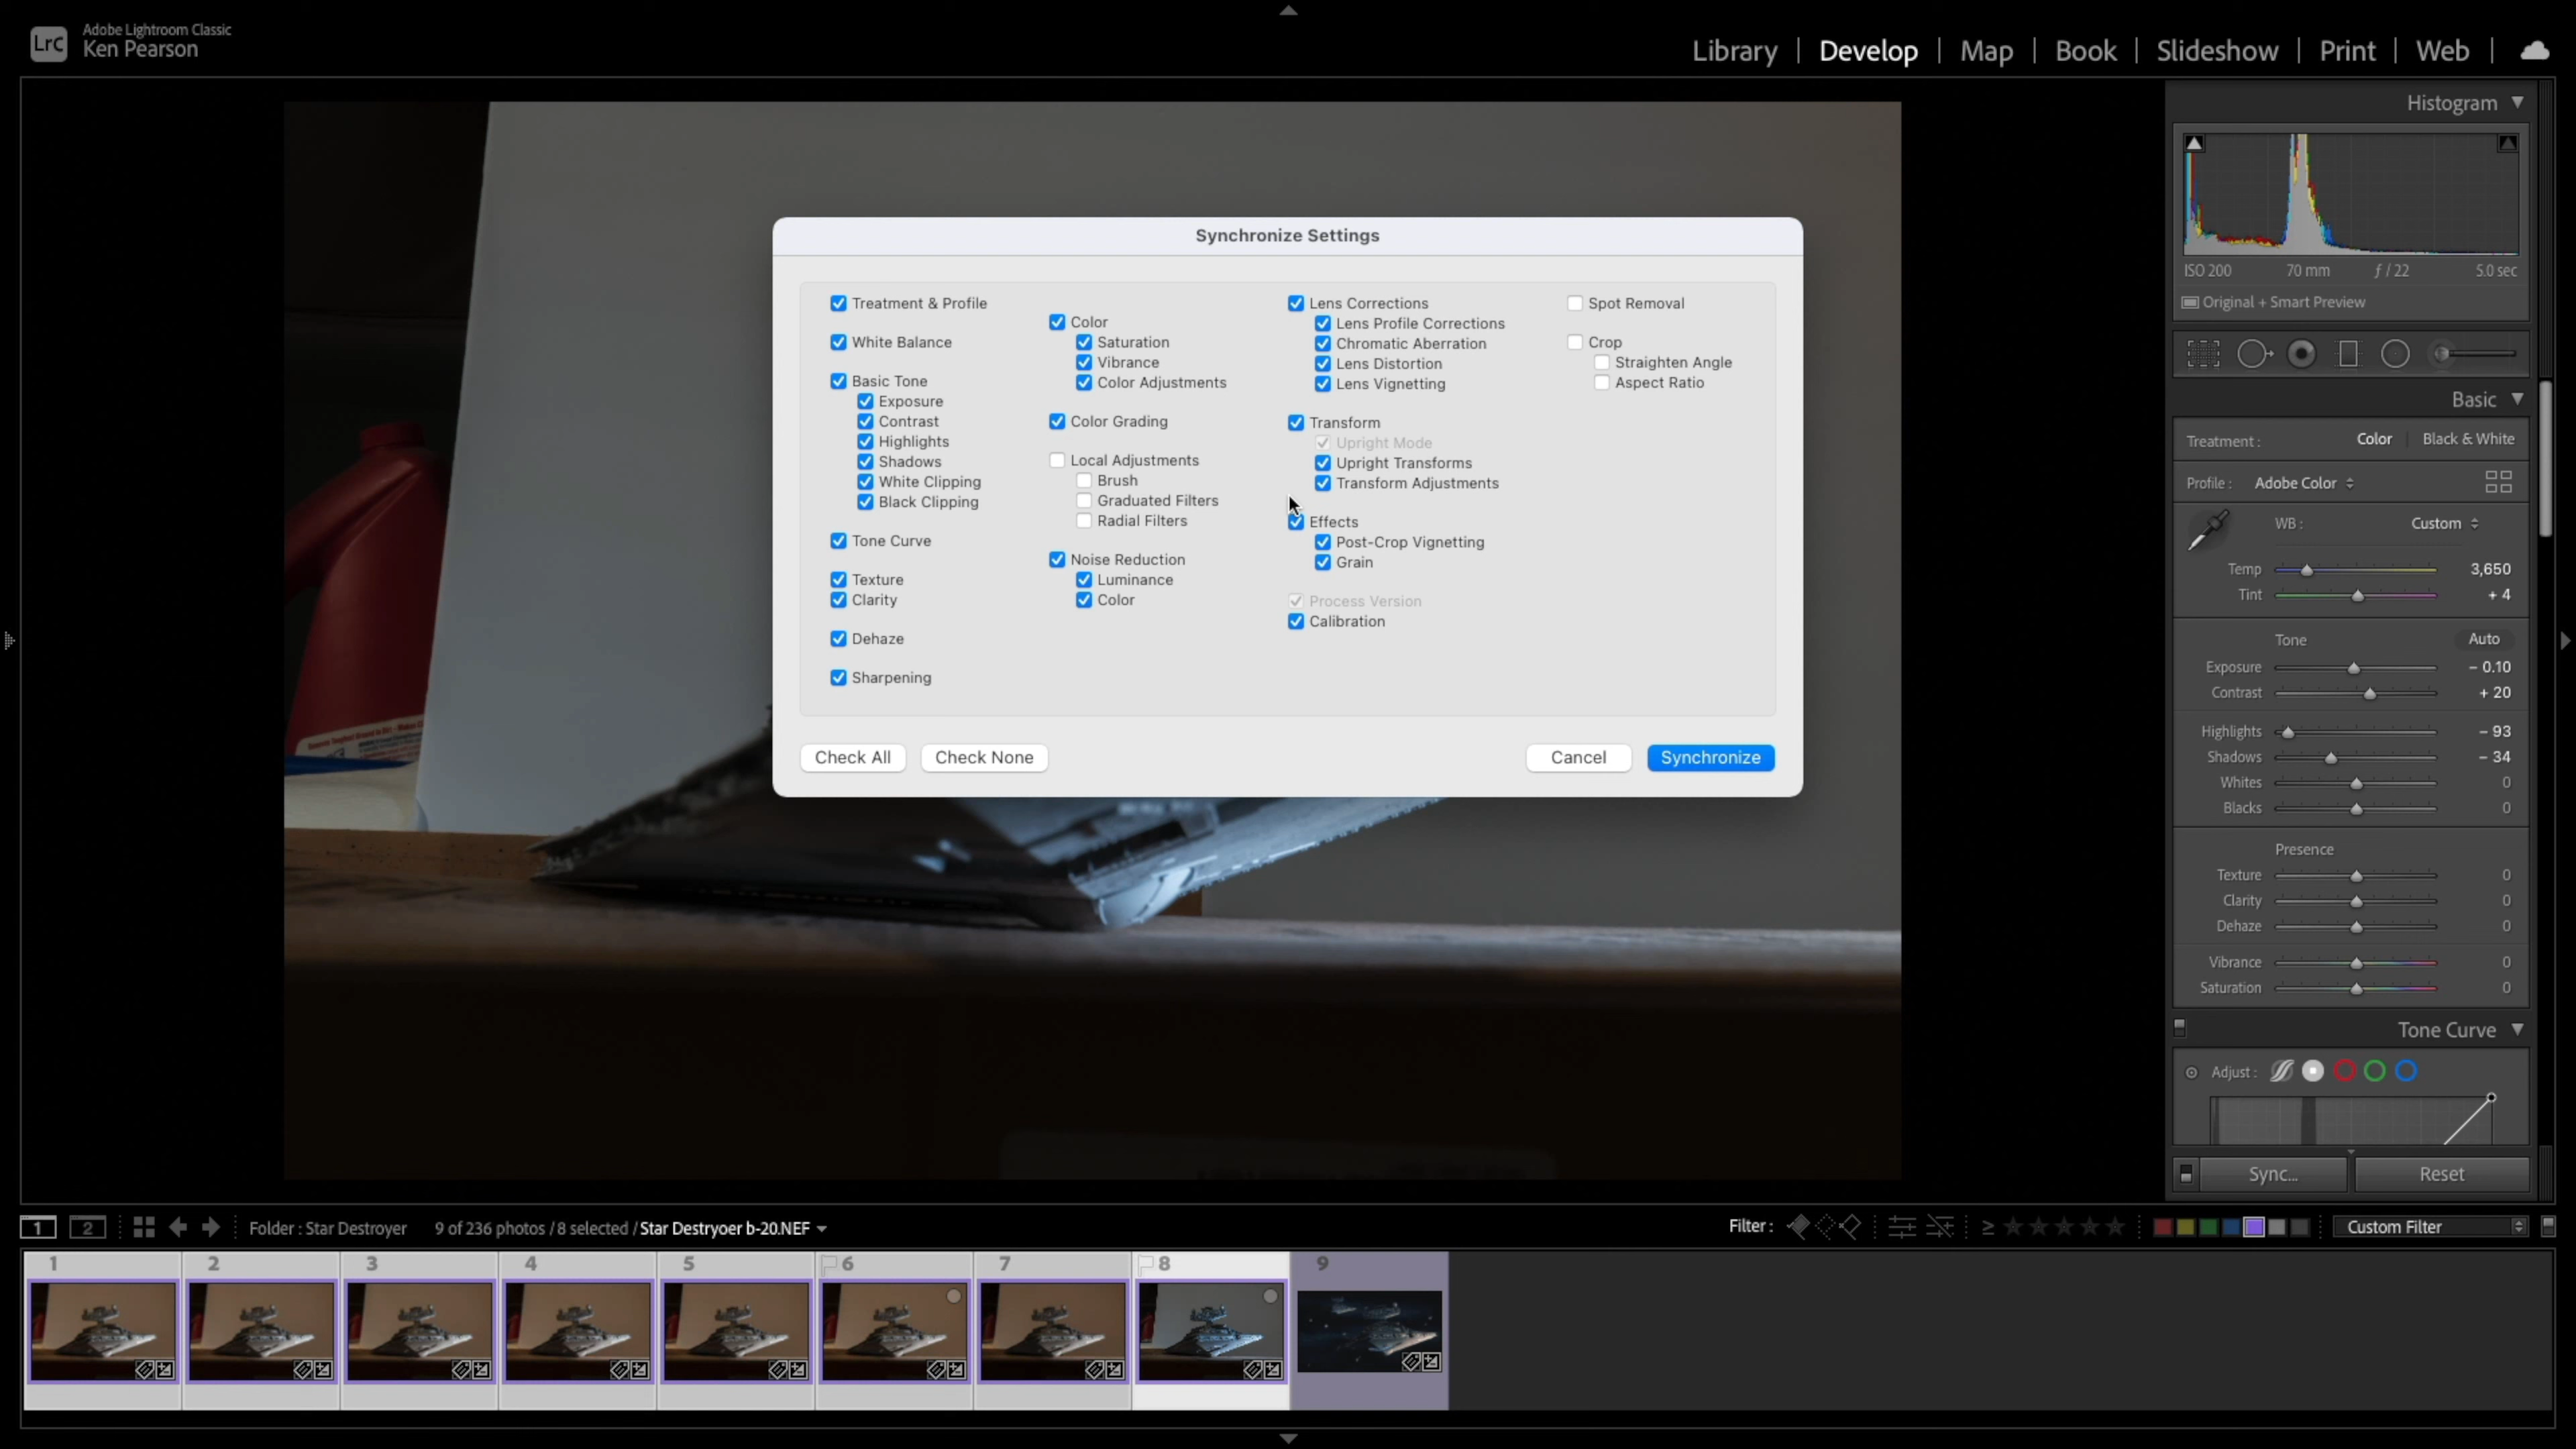 Adobe Lightroom Classic
LrC
Ken Pearson
Library | Develop | Map | Book | Slideshow | Print | Web |
Synchronize Settings
Treatment & Profile
White Balance
Basic Tone
Exposure
Contrast
Highlights
Shadows
White Clipping
Black Clipping
Tone Curve
Texture
Clarity
Dehaze
Sharpening
Color
Saturation
Vibrance
Color Adjustments
Color Grading
Local Adjustments
Brush
Graduated Filters
Radial Filters
Noise Reduction
Luminance
Color
Lens Corrections
Lens Profile Corrections
Chromatic Aberration
Lens Distortion
Lens Vignetting
Transform
Upright Mode
Upright Transforms
Transform Adjustments
Effects
Post-Crop Vignetting
Grain
Process Version
Calibration
Spot Removal
Crop
Straighten Angle
Aspect Ratio
Check All
Check None
Cancel
Synchronize
Histogram
ISO 200 70 mm ƒ / 22 5.0 sec
Original + Smart Preview
Basic
Treatment : Color Black & White
Profile : Adobe Color
WB : Custom
Temp 3,650
Tint + 4
Tone Auto
Exposure − 0.10
Contrast + 20
Highlights − 93
Shadows − 34
Whites 0
Blacks 0
Presence
Texture 0
Clarity 0
Dehaze 0
Vibrance 0
Saturation 0
Tone Curve
Adjust :
Sync... Reset
1 2 Folder : Star Destroyer 9 of 236 photos / 8 selected / Star Destryoer b-20.NEF Filter : ≥ Custom Filter
1 2 3 4 5 6 7 8 9